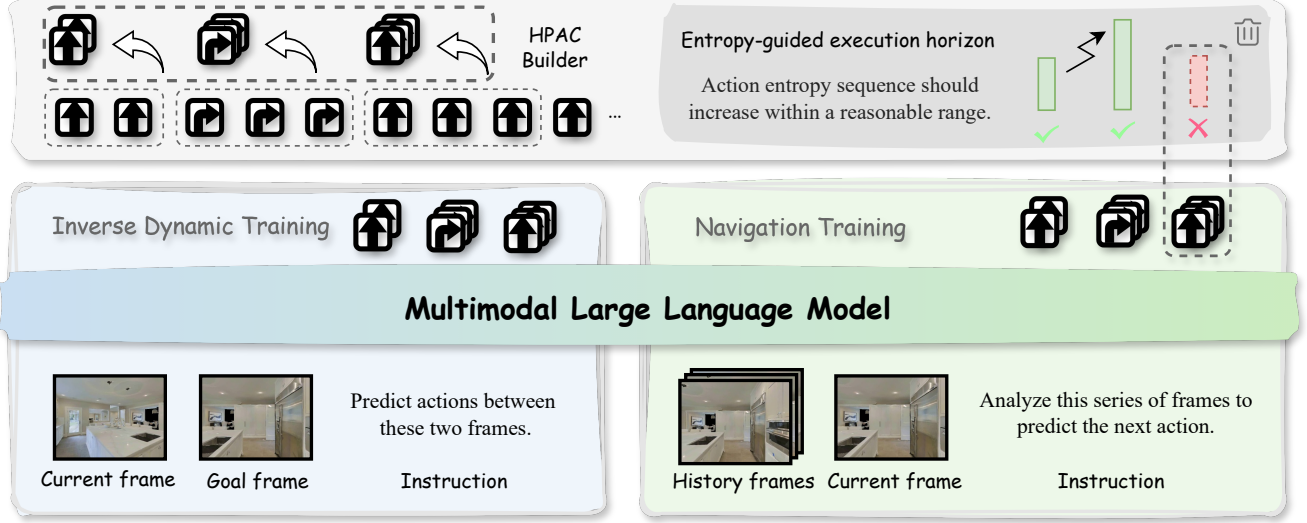 HPAC
Builder
...
Entropy-guided execution horizon
Action entropy sequence should
increase within a reasonable range.
Inverse Dynamic Training
Navigation Training
Multimodal Large Language Model
Predict actions between
these two frames.
Current frame
Goal frame
Instruction
Analyze this series of frames to
predict the next action.
History frames
Current frame
Instruction